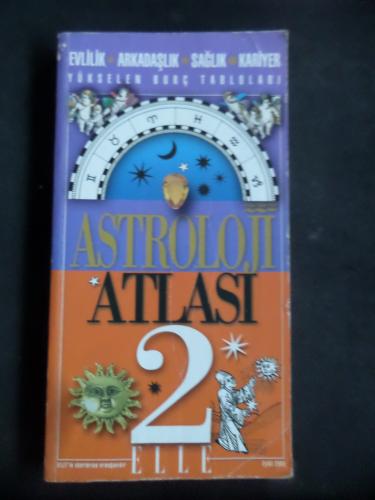 EVLİLİK ★ ARKADAŞLIK ★ SAĞLIK ★ KARİYER
YÜKSELEN BURÇ TABLOLARI
ASTROLOJİ
ATLASI
2
ELLE